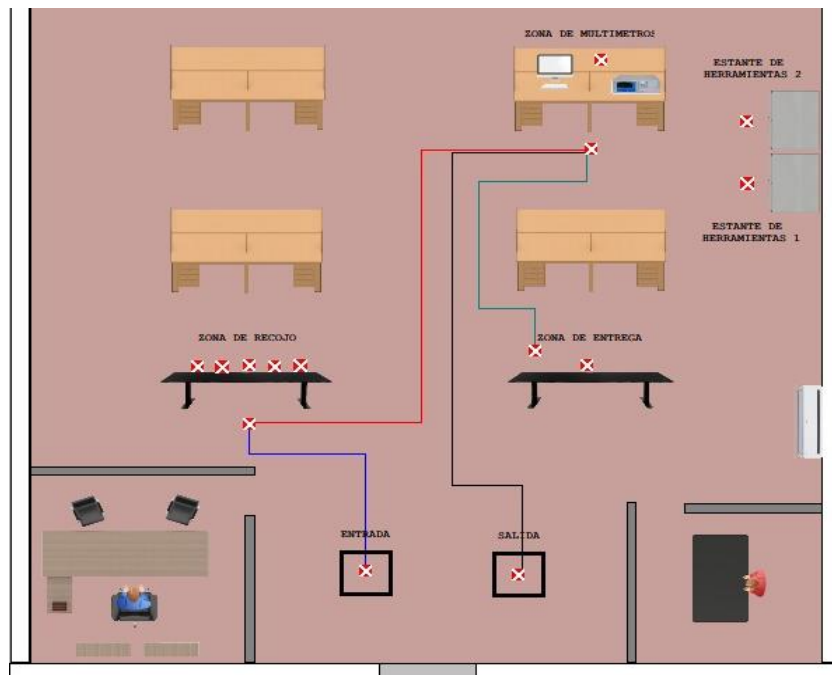 ZONA DE MULTIMETROS
ESTANTE DE
HERRAMIENTAS 2
ESTANTE DE
HERRAMIENTAS 1
ZONA DE RECOJO
ZONA DE ENTREGA
ENTRADA
SALIDA